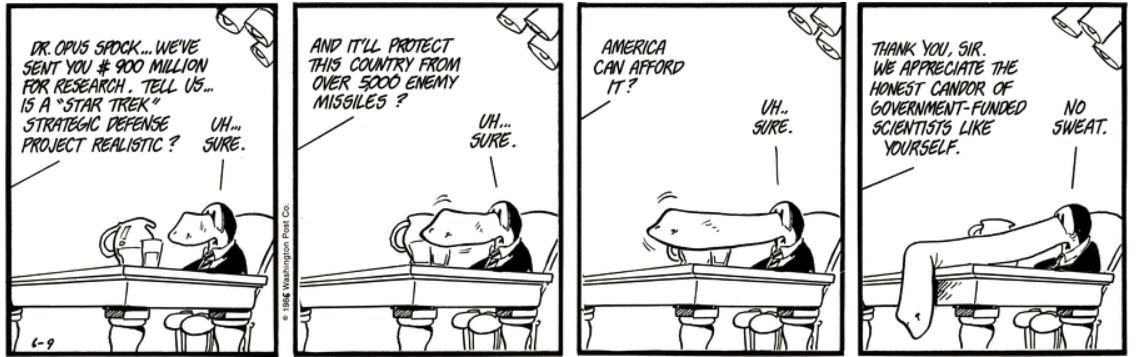 DR. OPUS SPOCK... WE'VE
SENT YOU $ 900 MILLION
FOR RESEARCH. TELL US...
IS A "STAR TREK"
STRATEGIC DEFENSE
PROJECT REALISTIC?
UH...
SURE.
6-9
© 1986 Washington Post Co.
AND IT'LL PROTECT
THIS COUNTRY FROM
OVER 5,000 ENEMY
MISSILES?
UH...
SURE.
AMERICA
CAN AFFORD
IT?
UH..
SURE.
THANK YOU, SIR.
WE APPRECIATE THE
HONEST CANDOR OF
GOVERNMENT-FUNDED
SCIENTISTS LIKE
YOURSELF.
NO
SWEAT.